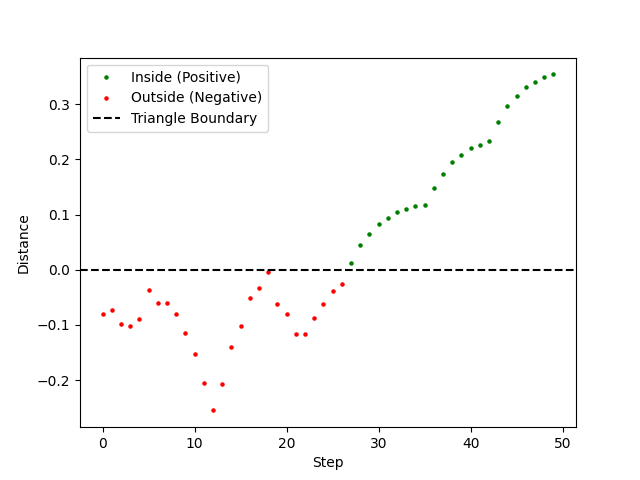 Inside (Positive)
Outside (Negative)
Triangle Boundary
0.3
0.2
0.1
0.0
−0.1
−0.2
Distance
0
10
20
30
40
50
Step